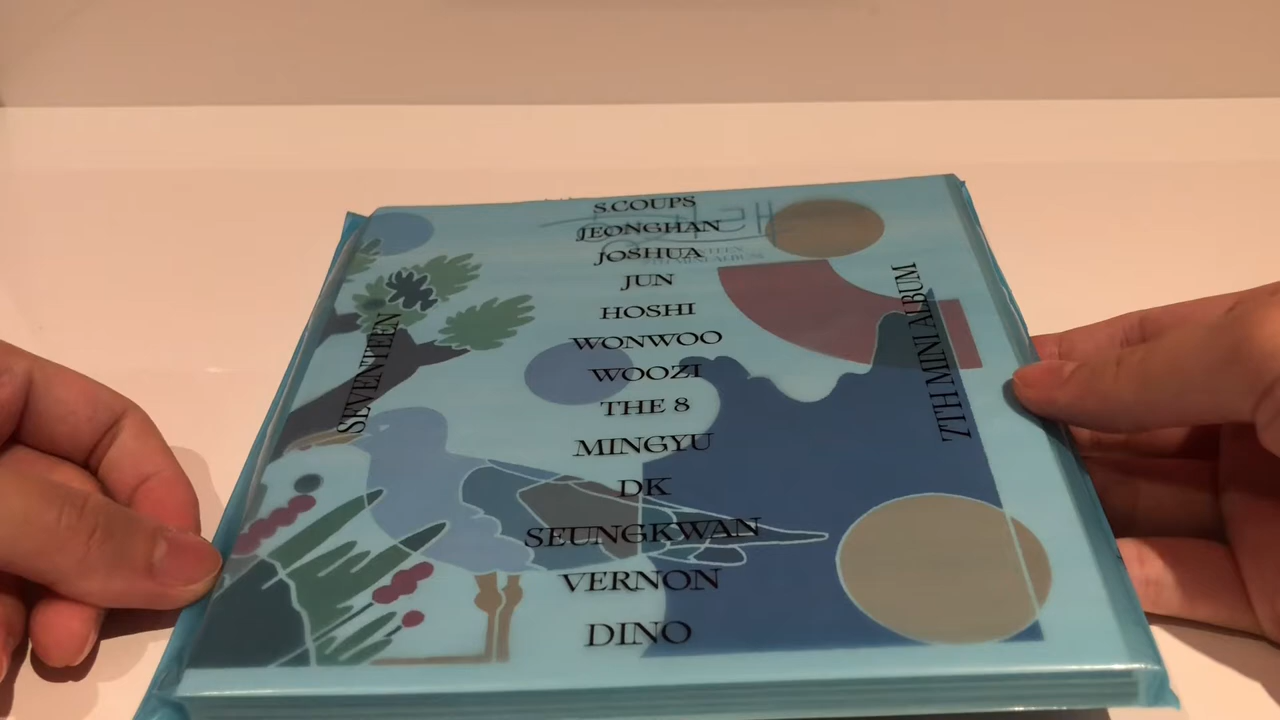 S.COUPS
JEONGHAN
JOSHUA
JUN
HOSHI
WONWOO
WOOZI
THE 8
MINGYU
DK
SEUNGKWAN
VERNON
DINO
SEVENTEEN
7TH MINI ALBUM